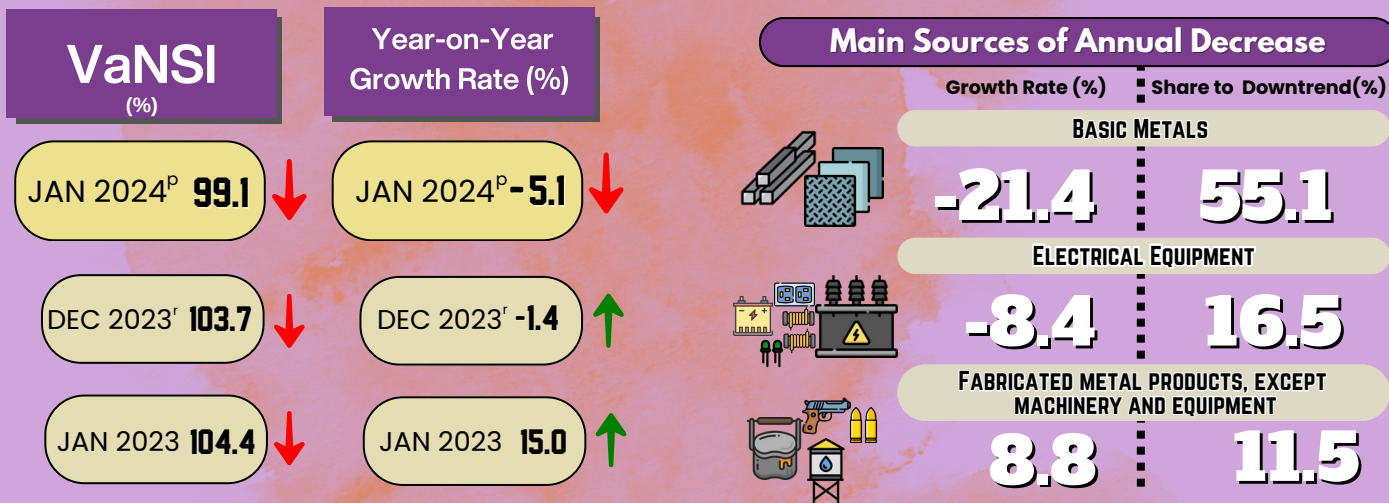 VaNSI
(%)
JAN 2024p 99.1
DEC 2023r 103.7
JAN 2023 104.4
Year-on-Year
Growth Rate (%)
JAN 2024p -5.1
DEC 2023r -1.4
JAN 2023 15.0
Main Sources of Annual Decrease
Growth Rate (%) Share to Downtrend(%)
BASIC METALS
-21.4 55.1
ELECTRICAL EQUIPMENT
-8.4 16.5
FABRICATED METAL PRODUCTS, EXCEPT
MACHINERY AND EQUIPMENT
8.8 11.5